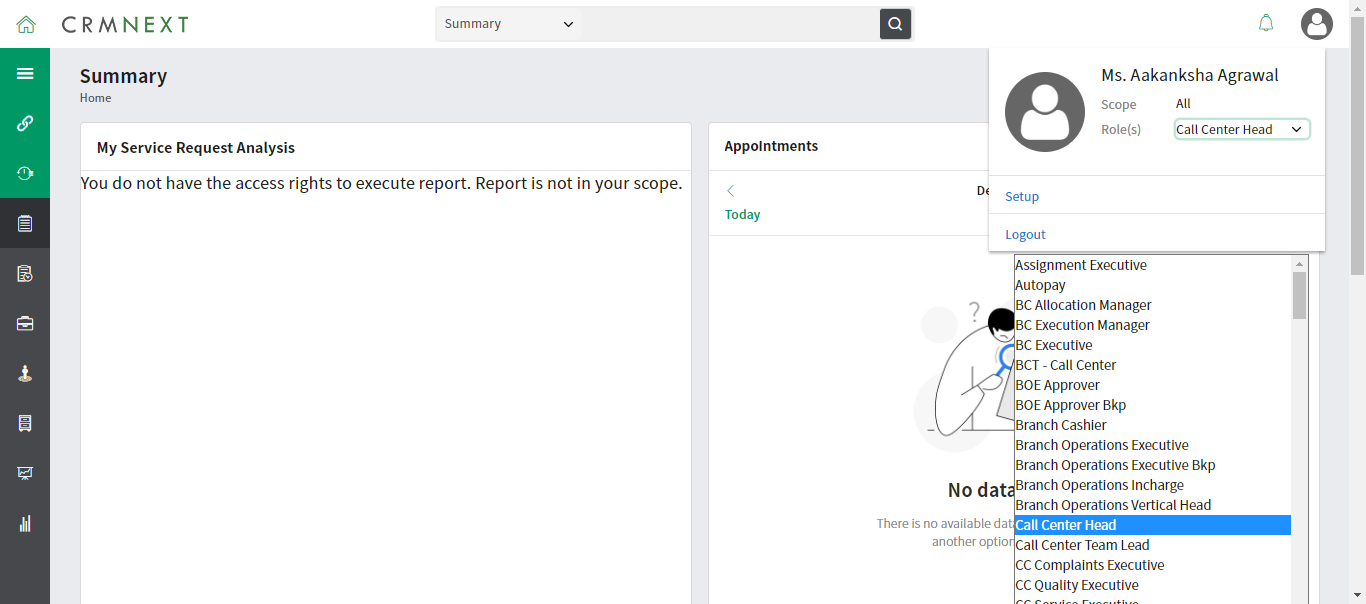 CRMNEXT
Summary
Summary
Home
Ms. Aakanksha Agrawal
Scope All
Role(s) Call Center Head
Setup
Logout
My Service Request Analysis
You do not have the access rights to execute report. Report is not in your scope.
Appointments
Today
?
No data
There is no available
another
Assignment Executive
Autopay
BC Allocation Manager
BC Execution Manager
BC Executive
BCT - Call Center
BOE Approver
BOE Approver Bkp
Branch Cashier
Branch Operations Executive
Branch Operations Executive Bkp
Branch Operations Incharge
Branch Operations Vertical Head
Call Center Head
Call Center Team Lead
CC Complaints Executive
CC Quality Executive
CC Service Executive